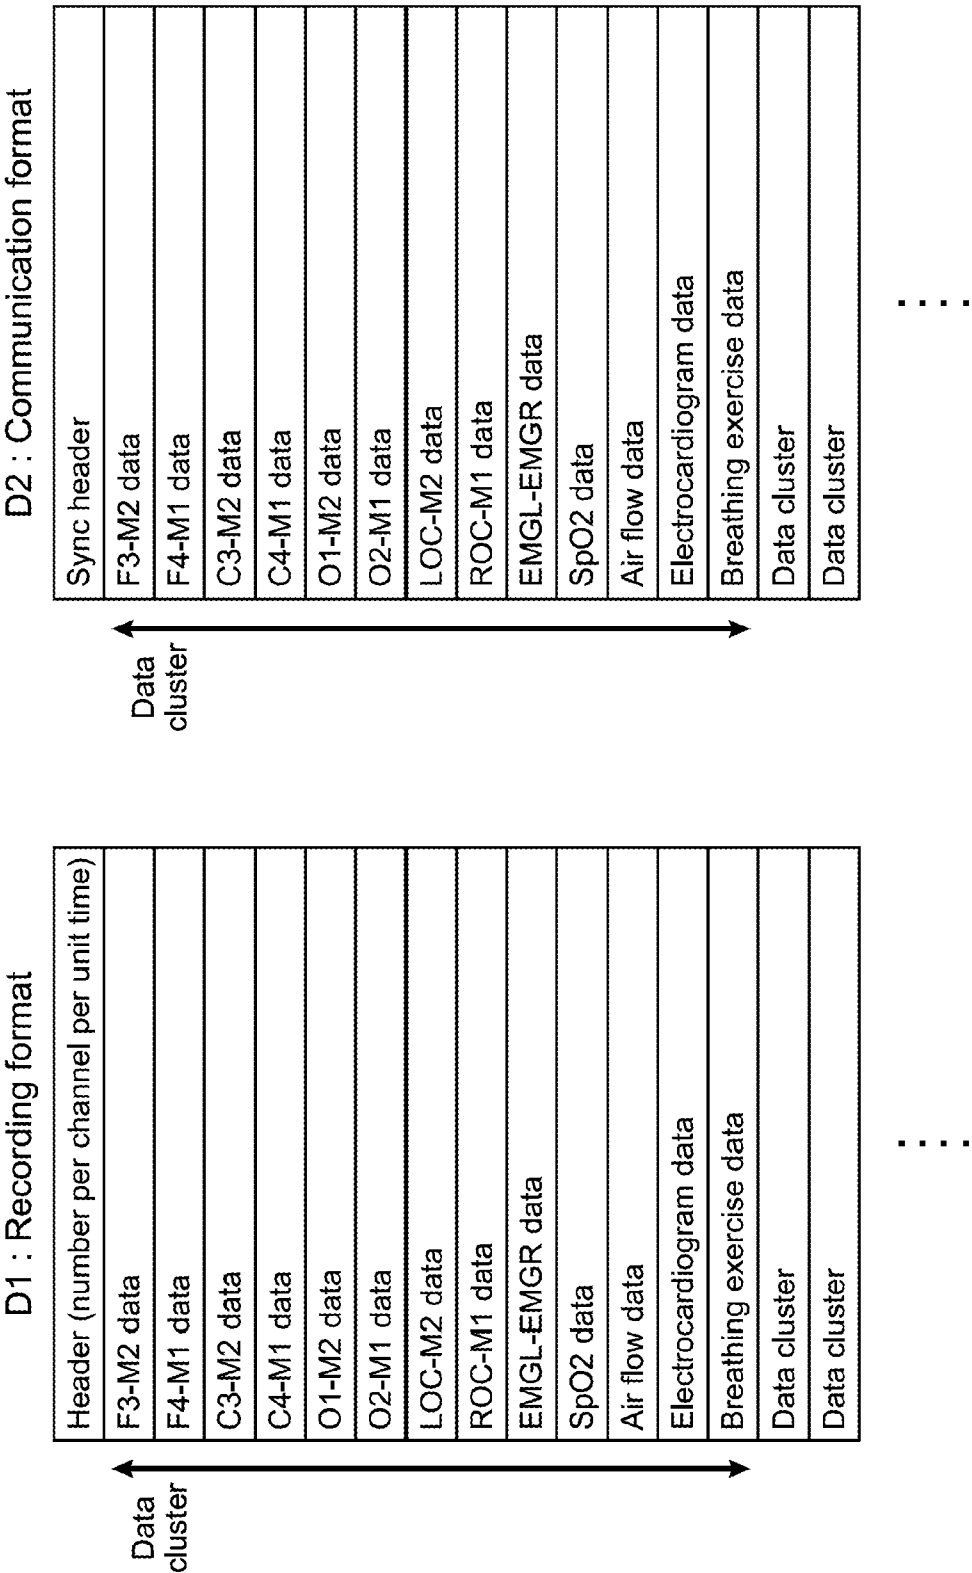 D1 : Recording format
Header (number per channel per unit time)
F3-M2 data
F4-M1 data
C3-M2 data
C4-M1 data
O1-M2 data
O2-M1 data
LOC-M2 data
ROC-M1 data
EMGL-EMGR data
SpO2 data
Air flow data
Electrocardiogram data
Breathing exercise data
Data cluster
Data cluster
Data
cluster
....
D2 : Communication format
Sync header
F3-M2 data
F4-M1 data
C3-M2 data
C4-M1 data
O1-M2 data
O2-M1 data
LOC-M2 data
ROC-M1 data
EMGL-EMGR data
SpO2 data
Air flow data
Electrocardiogram data
Breathing exercise data
Data cluster
Data cluster
Data
cluster
....